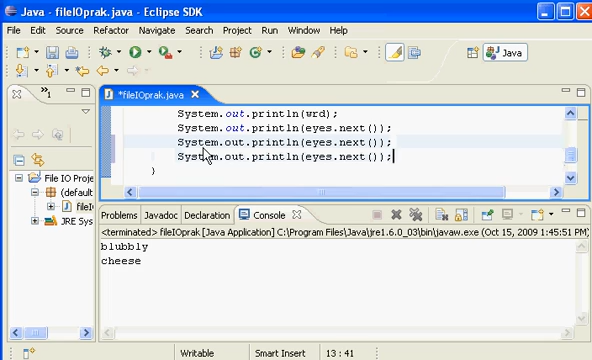 Java - fileIOprak.java - Eclipse SDK
File Edit Source Refactor Navigate Search Project Run Window Help
Java
»1
*fileIOprak.java
System.out.println(wrd);
System.out.println(eyes.next());
System.out.println(eyes.next());
System.out.println(eyes.next());
}
File IO Proje
(default
fileI
JRE Sys
Problems Javadoc Declaration Console
<terminated> fileIOprak [Java Application] C:\Program Files\Java\jre1.6.0_03\bin\javaw.exe (Oct 15, 2009 1:45:51 PM)
blubbly
cheese
Writable Smart Insert 13 : 41